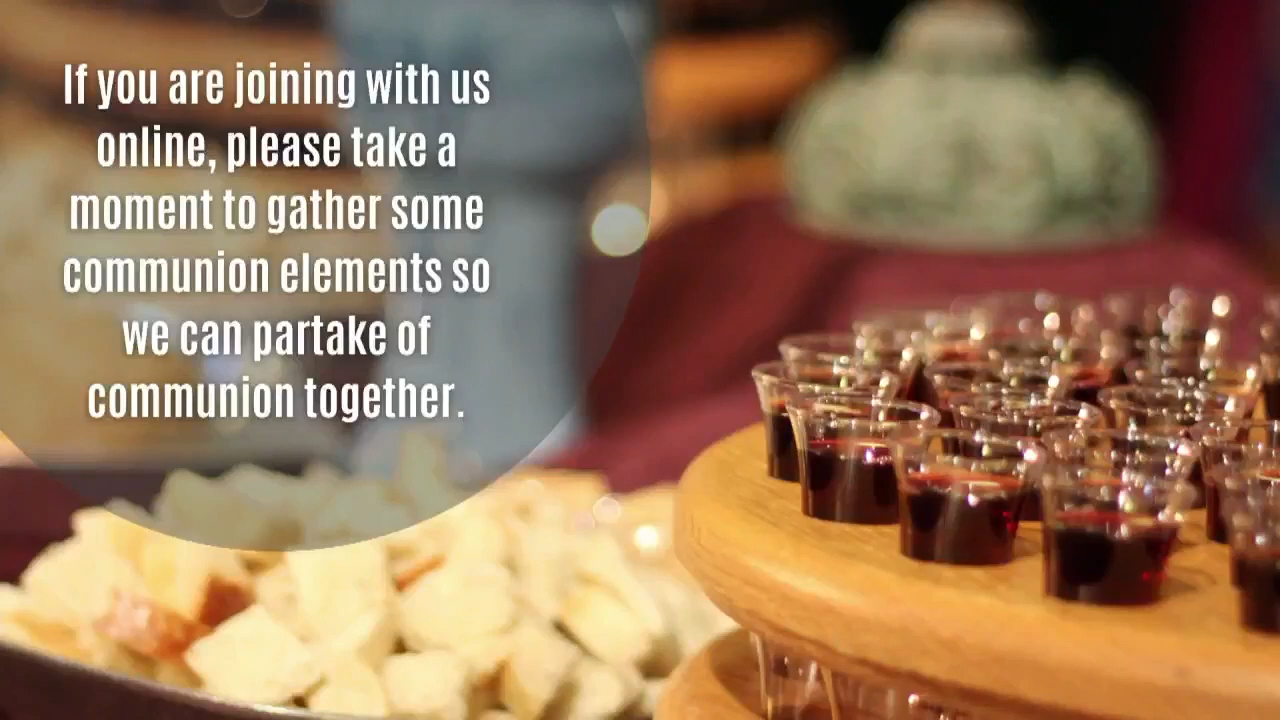 If you are joining with us
online, please take a
moment to gather some
communion elements so
we can partake of
communion together.